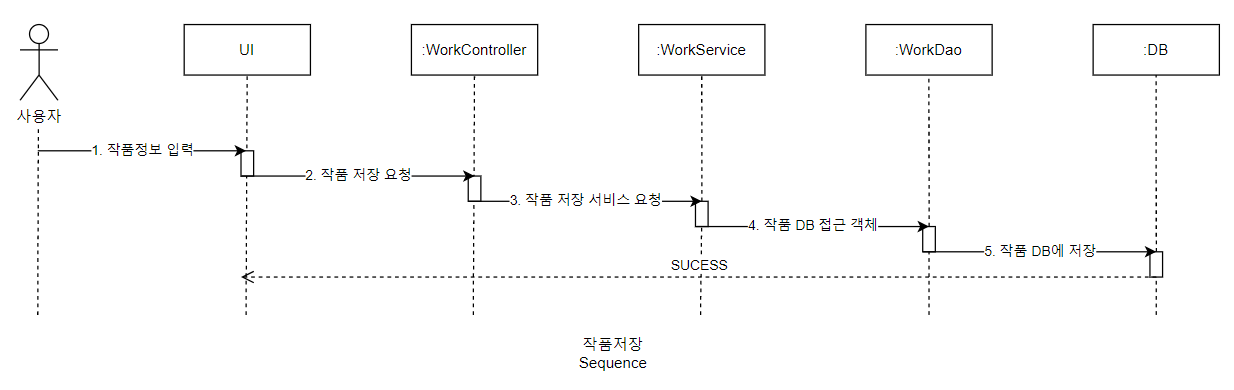 UI
:WorkController
:WorkService
:WorkDao
:DB
사용자
1. 작품정보 입력
2. 작품 저장 요청
3. 작품 저장 서비스 요청
4. 작품 DB 접근 객체
5. 작품 DB에 저장
SUCESS
작품저장
Sequence